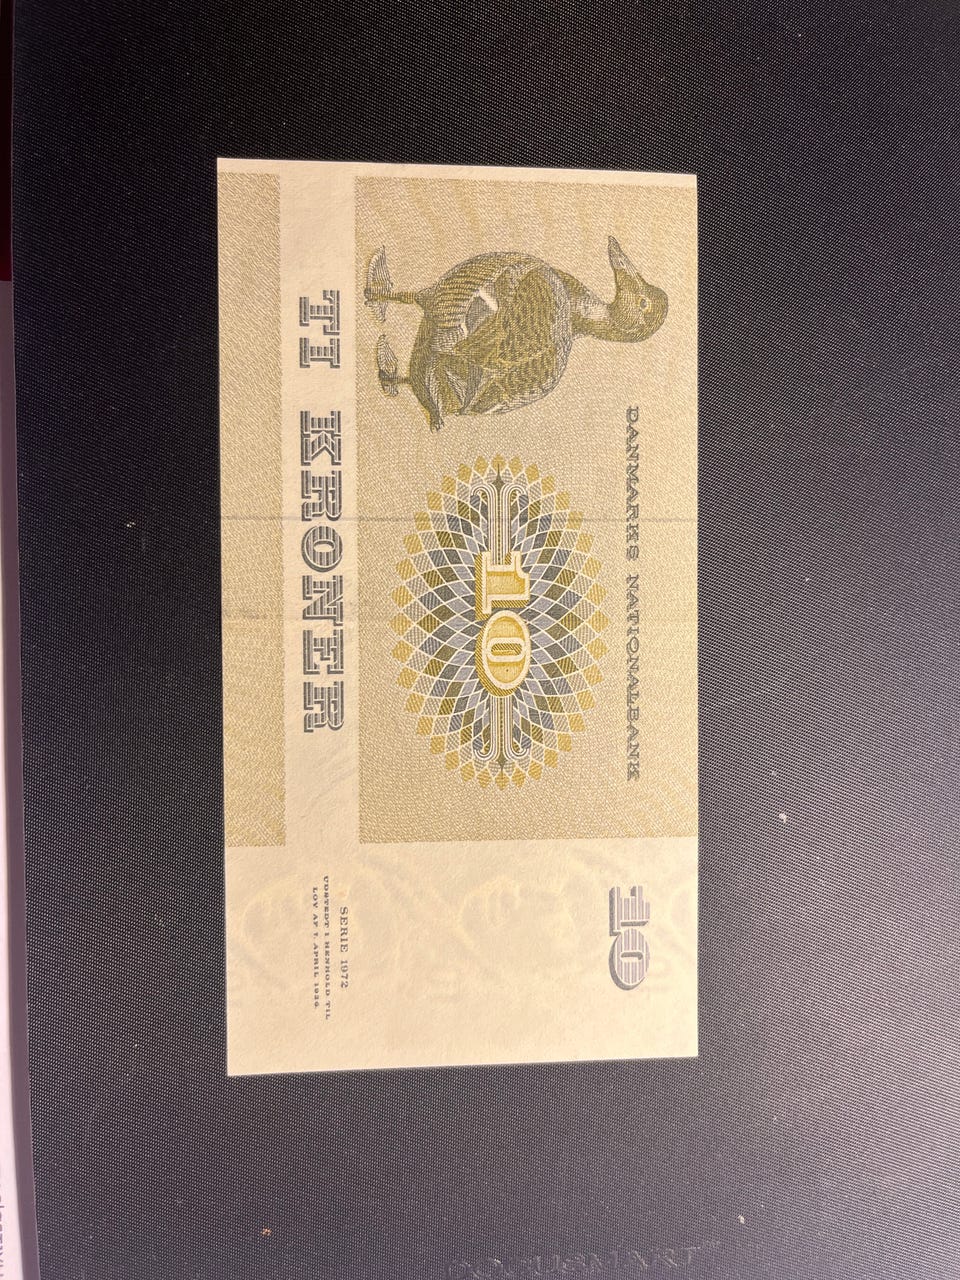 DANMARKS NATIONALBANK
10
10
TI KRONER
SERIE 1972
UDSTEDT I HENHOLD TIL
LOV AF 7. APRIL 1936